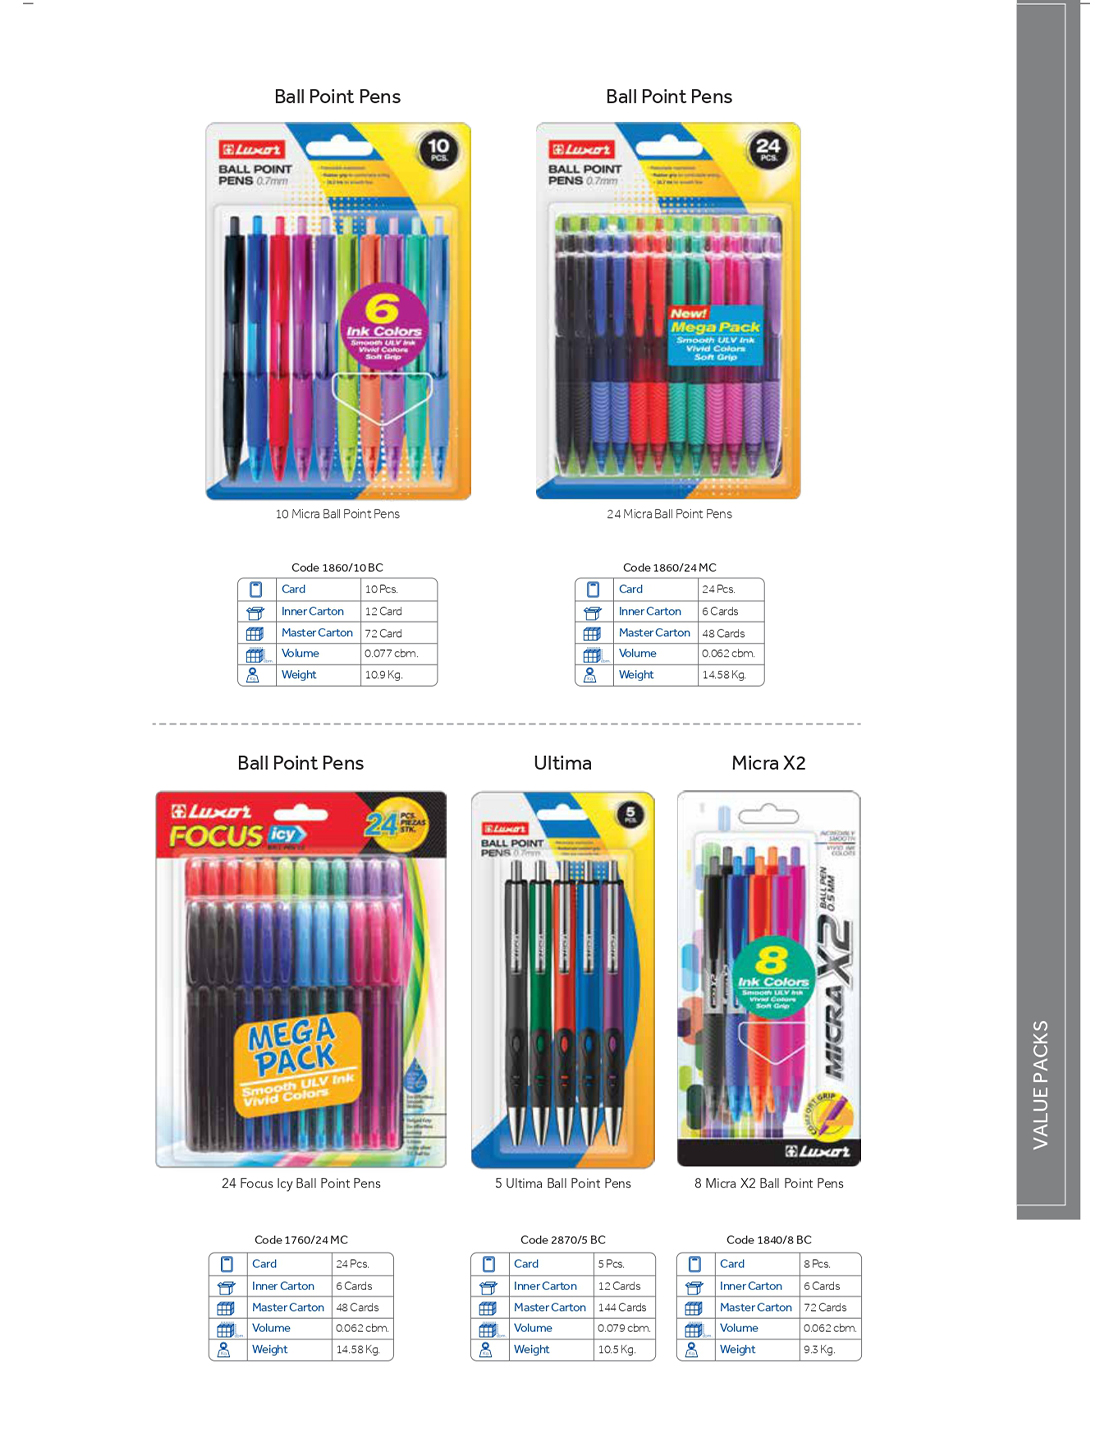 Ball Point Pens
Luxor
10
PCS.
BALL POINT
PENS 0.7mm
6
Ink Colors
Smooth ULV Ink
Vivid Colors
Soft Grip
10 Micra Ball Point Pens
Code 1860/10 BC
Card 10 Pcs.
Inner Carton 12 Card
Master Carton 72 Card
Volume 0.077 cbm.
Weight 10.9 Kg.
Ball Point Pens
Luxor
24
PCS.
BALL POINT
PENS 0.7mm
New!
Mega Pack
Smooth ULV Ink
Vivid Colors
Soft Grip
24 Micra Ball Point Pens
Code 1860/24 MC
Card 24 Pcs.
Inner Carton 6 Cards
Master Carton 48 Cards
Volume 0.062 cbm.
Weight 14.58 Kg.
Ball Point Pens
Luxor
FOCUS icy
24 PCS.
PIEZAS
STK.
MEGA
PACK
Smooth ULV Ink
Vivid Colors
24 Focus Icy Ball Point Pens
Code 1760/24 MC
Card 24 Pcs.
Inner Carton 6 Cards
Master Carton 48 Cards
Volume 0.062 cbm.
Weight 14.58 Kg.
Ultima
Luxor
5
PCS.
BALL POINT
PENS 0.7mm
5 Ultima Ball Point Pens
Code 2870/5 BC
Card 5 Pcs.
Inner Carton 12 Cards
Master Carton 144 Cards
Volume 0.079 cbm.
Weight 10.5 Kg.
Micra X2
INCREDIBLY
SMOOTH
VIVID INK
COLORS
BALL PEN
0.5 MM
MICRA X2
8
Ink Colors
Smooth ULV Ink
Vivid Colors
Soft Grip
COMFORT GRIP
Luxor
8 Micra X2 Ball Point Pens
Code 1840/8 BC
Card 8 Pcs.
Inner Carton 6 Cards
Master Carton 72 Cards
Volume 0.062 cbm.
Weight 9.3 Kg.
VALUE PACKS